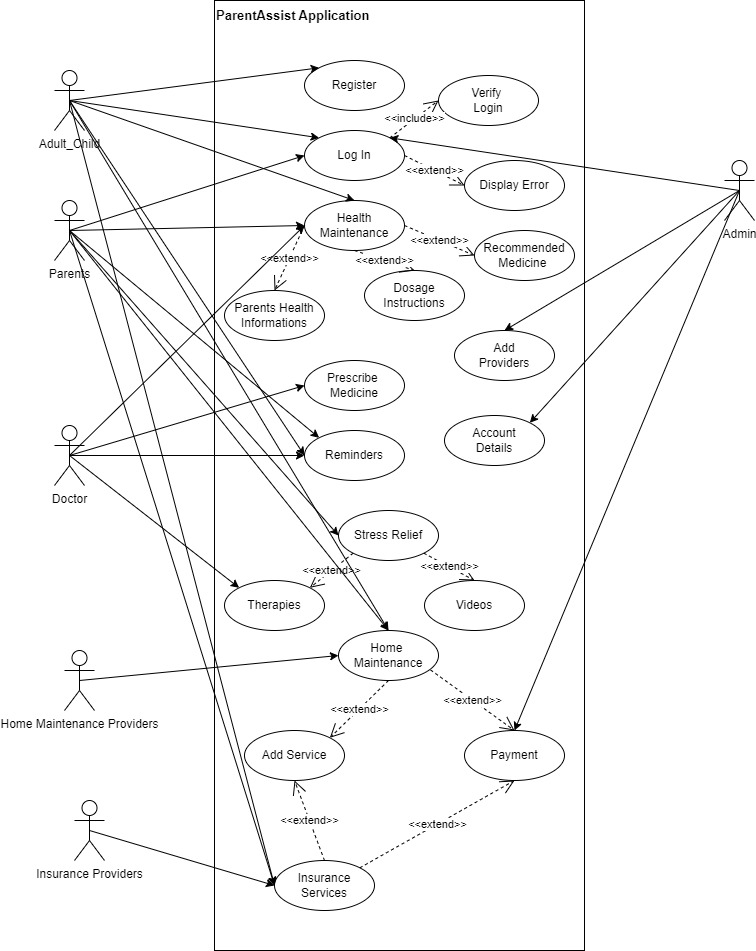 ParentAssist Application
Register
Verify
Login
Adult_Child
<<include>>
Log In
<<extend>>
Display Error
Admin
Health
Maintenance
<<extend>>
Recommended
Medicine
Parents
<<extend>>
<<extend>>
Dosage
Instructions
Parents Health
Informations
Add
Providers
Prescribe
Medicine
Account
Details
Reminders
Doctor
Stress Relief
<<extend>>
<<extend>>
Therapies
Videos
Home
Maintenance
Home Maintenance Providers
<<extend>>
<<extend>>
Add Service
Payment
<<extend>>
<<extend>>
Insurance Providers
Insurance
Services